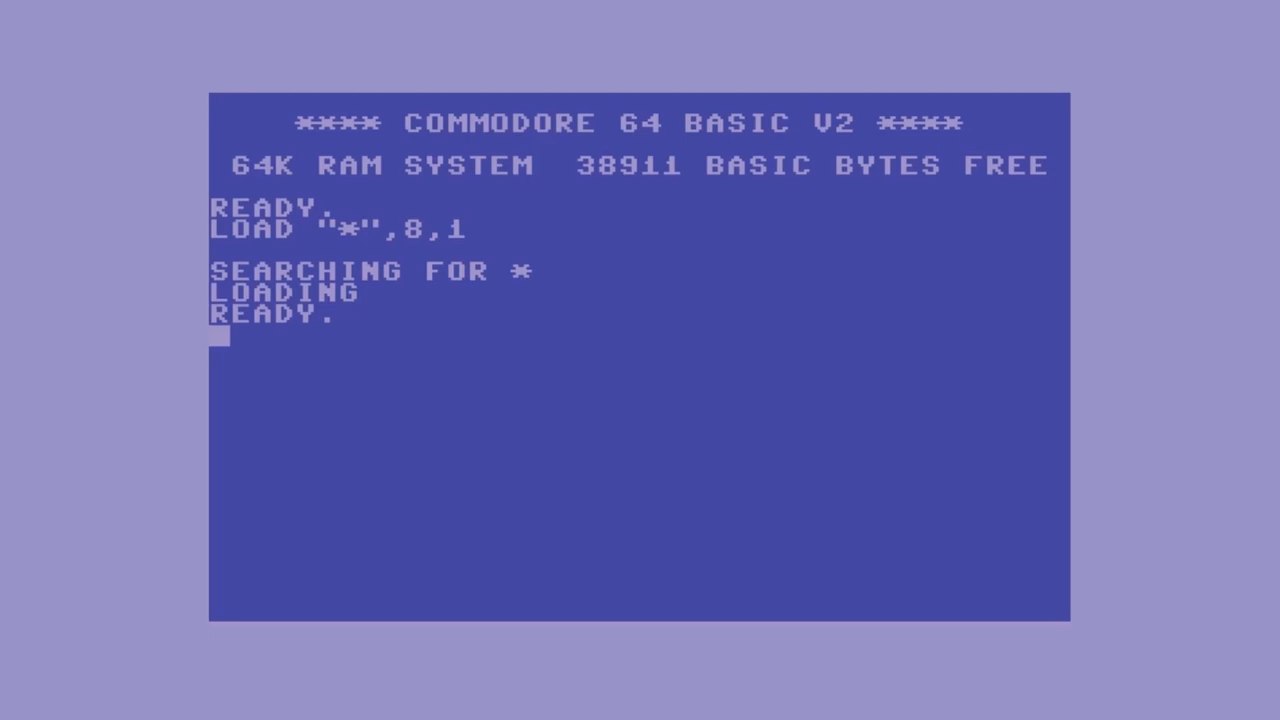 **** COMMODORE 64 BASIC V2 ****
64K RAM SYSTEM  38911 BASIC BYTES FREE
READY.
LOAD "*",8,1
SEARCHING FOR *
LOADING
READY.